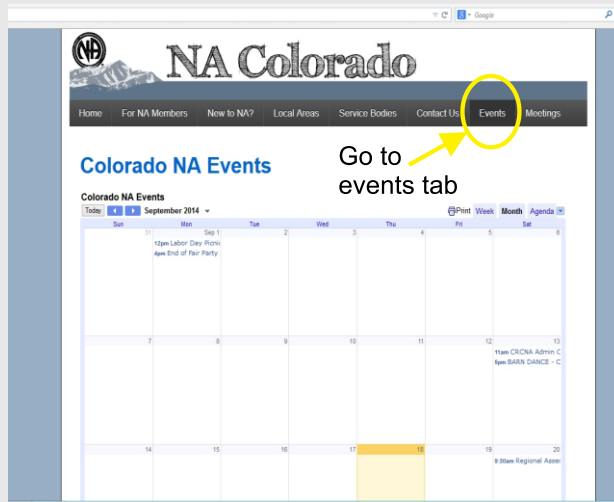 Google
NA
NA Colorado
Home For NA Members New to NA? Local Areas Service Bodies Contact Us Events Meetings
Go to
events tab
Colorado NA Events
Colorado NA Events
Today September 2014 Print Week Month Agenda
Sun Mon Tue Wed Thu Fri Sat
31 Sep 1 2 3 4 5 6
12pm Labor Day Picnic
4pm End of Fair Party
7 8 9 10 11 12 13
11am CRCNA Admin C
5pm BARN DANCE - C
14 15 16 17 18 19 20
9:30am Regional Asser